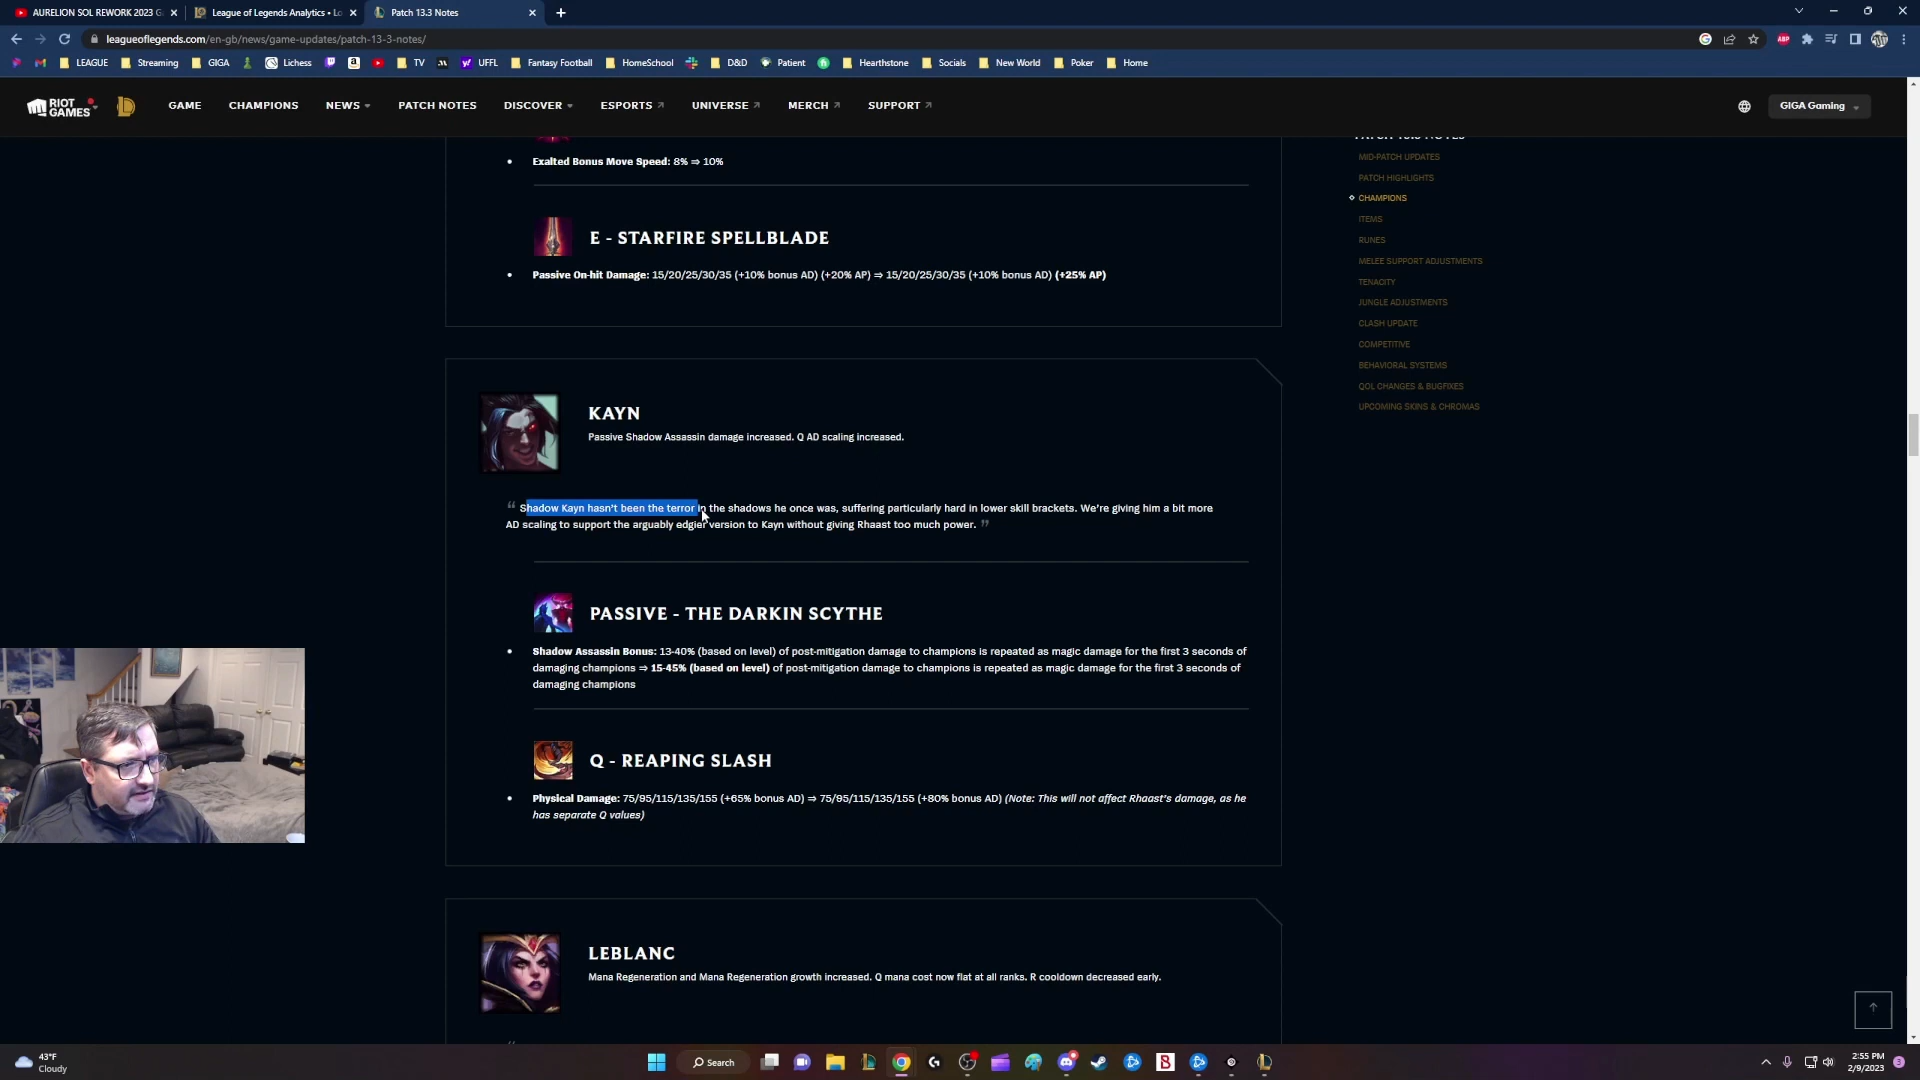 AURELION SOL REWORK 2023 G
League of Legends Analytics • Lo
Patch 13.3 Notes
leagueoflegends.com/en-gb/news/game-updates/patch-13-3-notes/
ABP
LEAGUE Streaming GIGA Lichess TV UFFL Fantasy Football HomeSchool D&D Patient Hearthstone Socials New World Poker Home
RIOT GAMES GAME CHAMPIONS NEWS PATCH NOTES DISCOVER ESPORTS UNIVERSE MERCH SUPPORT GIGA Gaming
• Exalted Bonus Move Speed: 8% ⇒ 10%
E - STARFIRE SPELLBLADE
• Passive On-hit Damage: 15/20/25/30/35 (+10% bonus AD) (+20% AP) ⇒ 15/20/25/30/35 (+10% bonus AD) (+25% AP)
KAYN
Passive Shadow Assassin damage increased. Q AD scaling increased.
“ Shadow Kayn hasn’t been the terror in the shadows he once was, suffering particularly hard in lower skill brackets. We’re giving him a bit more
AD scaling to support the arguably edgier version to Kayn without giving Rhaast too much power. ”
PASSIVE - THE DARKIN SCYTHE
• Shadow Assassin Bonus: 13-40% (based on level) of post-mitigation damage to champions is repeated as magic damage for the first 3 seconds of
damaging champions ⇒ 15-45% (based on level) of post-mitigation damage to champions is repeated as magic damage for the first 3 seconds of
damaging champions
Q - REAPING SLASH
• Physical Damage: 75/95/115/135/155 (+65% bonus AD) ⇒ 75/95/115/135/155 (+80% bonus AD) (Note: This will not affect Rhaast’s damage, as he
has separate Q values)
LEBLANC
Mana Regeneration and Mana Regeneration growth increased. Q mana cost now flat at all ranks. R cooldown decreased early.
MID-PATCH UPDATES
PATCH HIGHLIGHTS
CHAMPIONS
ITEMS
RUNES
MELEE SUPPORT ADJUSTMENTS
TENACITY
JUNGLE ADJUSTMENTS
CLASH UPDATE
COMPETITIVE
BEHAVIORAL SYSTEMS
QOL CHANGES & BUGFIXES
UPCOMING SKINS & CHROMAS
43°F
Cloudy
Search
2:55 PM
2/9/2023
3